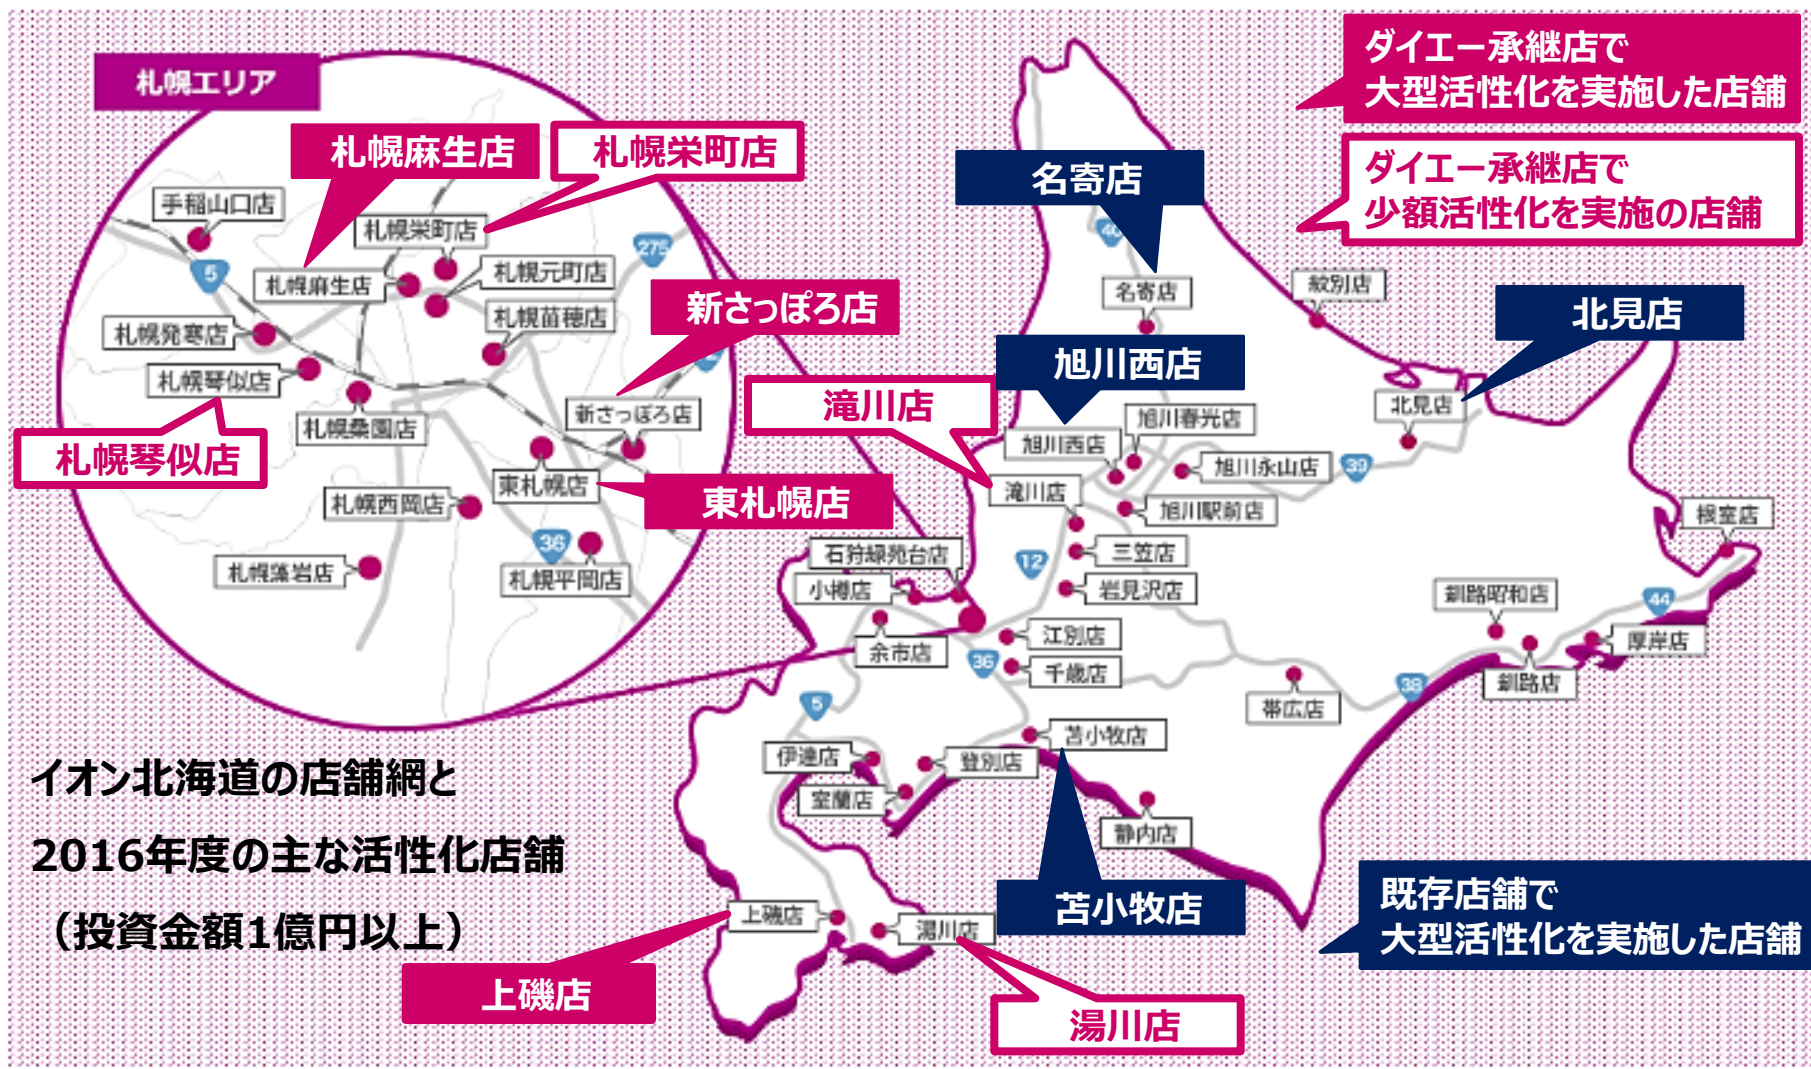 札幌エリア
ダイエー承継店で
大型活性化を実施した店舗
ダイエー承継店で
少額活性化を実施の店舗
札幌麻生店
札幌栄町店
名寄店
手稲山口店
札幌栄町店
40
275
5
札幌麻生店
札幌元町店
名寄店
紋別店
新さっぽろ店
北見店
札幌発寒店
札幌苗穂店
旭川西店
札幌琴似店
滝川店
新さっぽろ店
北見店
札幌桑園店
旭川春光店
旭川西店
札幌琴似店
旭川永山店
39
東札幌店
滝川店
札幌西岡店
東札幌店
旭川駅前店
根室店
36
石狩緑苑台店
三笠店
12
札幌藻岩店
札幌平岡店
小樽店
岩見沢店
釧路昭和店
44
江別店
厚岸店
余市店
36
千歳店
釧路店
38
5
帯広店
苫小牧店
伊達店
登別店
室蘭店
静内店
イオン北海道の店舗網と
2016年度の主な活性化店舗
（投資金額1億円以上）
苫小牧店
既存店舗で
大型活性化を実施した店舗
上磯店
湯川店
上磯店
湯川店